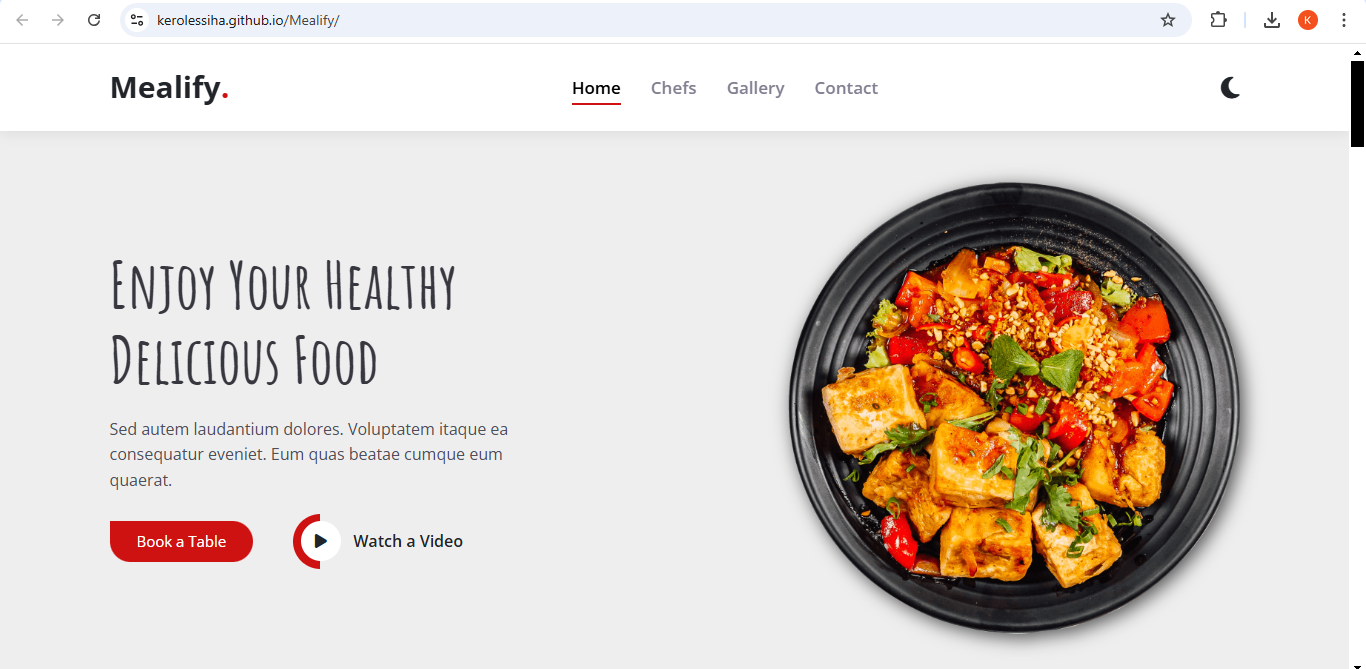 kerolessiha.github.io/Mealify/
K
Mealify.
Home Chefs Gallery Contact
Enjoy Your Healthy
Delicious Food
Sed autem laudantium dolores. Voluptatem itaque ea
consequatur eveniet. Eum quas beatae cumque eum
quaerat.
Book a Table Watch a Video